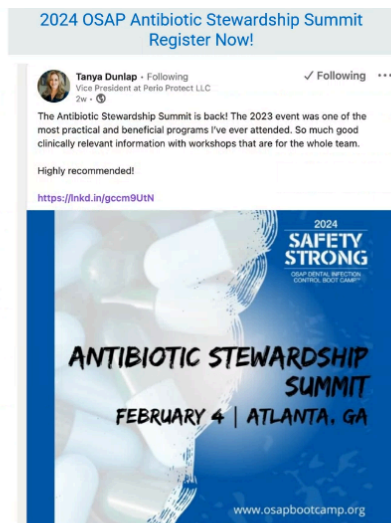 2024 OSAP Antibiotic Stewardship Summit
Register Now!
Tanya Dunlap • Following
Vice President at Perio Protect LLC
2w •
✓ Following ...
The Antibiotic Stewardship Summit is back! The 2023 event was one of the
most practical and beneficial programs I've ever attended. So much good
clinically relevant information with workshops that are for the whole team.
Highly recommended!
https://lnkd.in/gccm9UtN
2024
SAFETY
STRONG
OSAP DENTAL INFECTION
CONTROL BOOT CAMP™
ANTIBIOTIC STEWARDSHIP
SUMMIT
FEBRUARY 4 | ATLANTA, GA
www.osapbootcamp.org